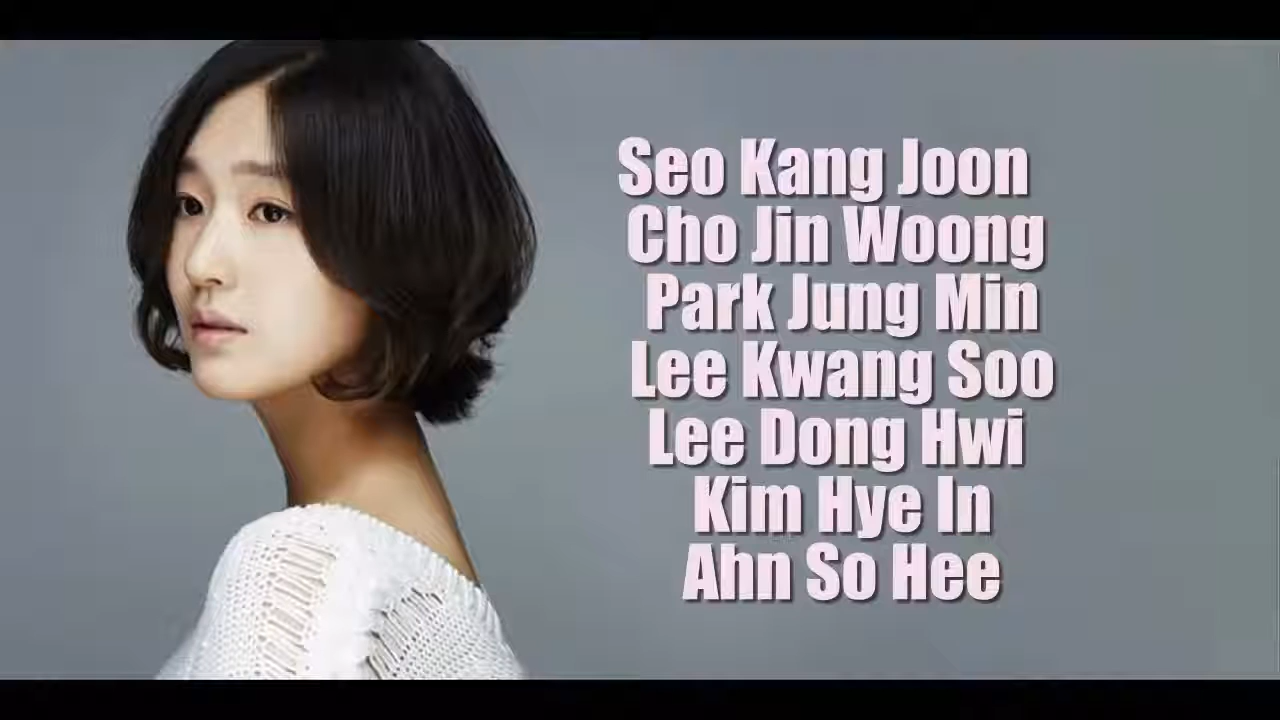 Seo Kang Joon
Cho Jin Woong
Park Jung Min
Lee Kwang Soo
Lee Dong Hwi
Kim Hye In
Ahn So Hee